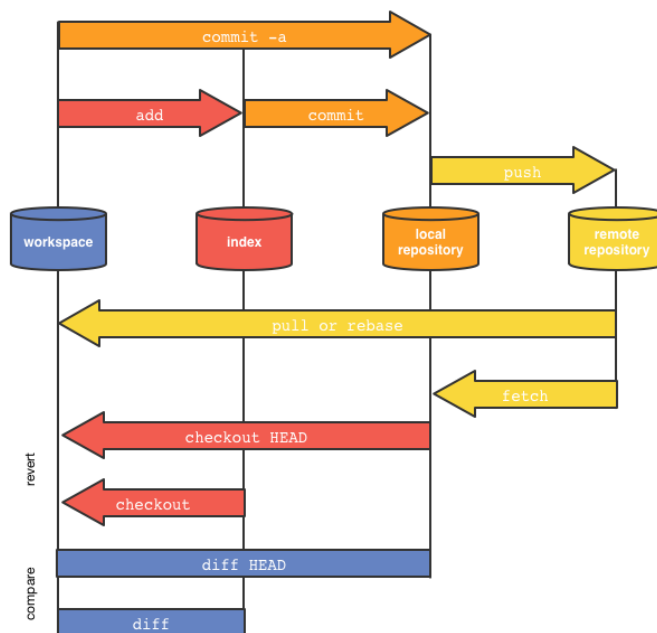 commit -a
add
commit
push
workspace
index
local
repository
remote
repository
pull or rebase
fetch
revert
checkout HEAD
checkout
compare
diff HEAD
diff